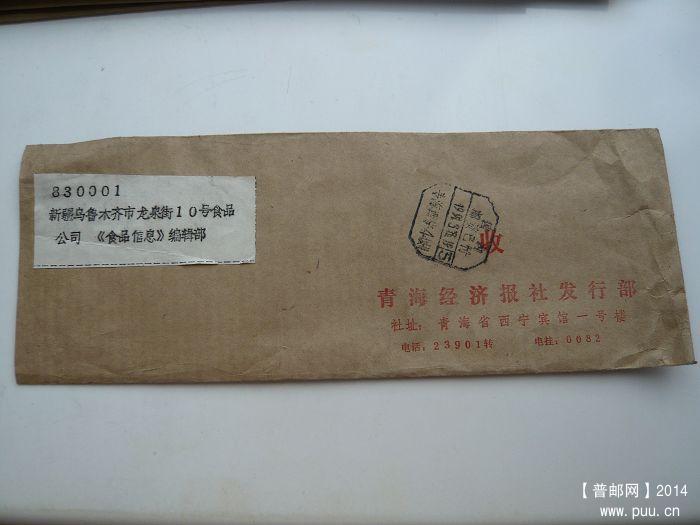 830001
新疆乌鲁木齐市龙泉街10号食品
公司 《食品信息》编辑部
收
青海经济报社发行部
社址：青海省西宁宾馆一号楼
电话：23901转 电挂：0082
【普邮网】2014
www.puu.cn